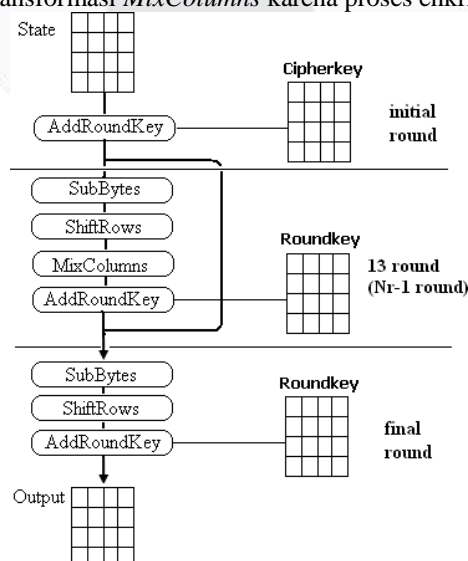 ansformasi MixColumns karena proses enkri
State
Cipherkey
AddRoundKey
initial
round
SubBytes
ShiftRows
MixColumns
AddRoundKey
Roundkey
13 round
(Nr-1 round)
SubBytes
ShiftRows
AddRoundKey
Roundkey
final
round
Output